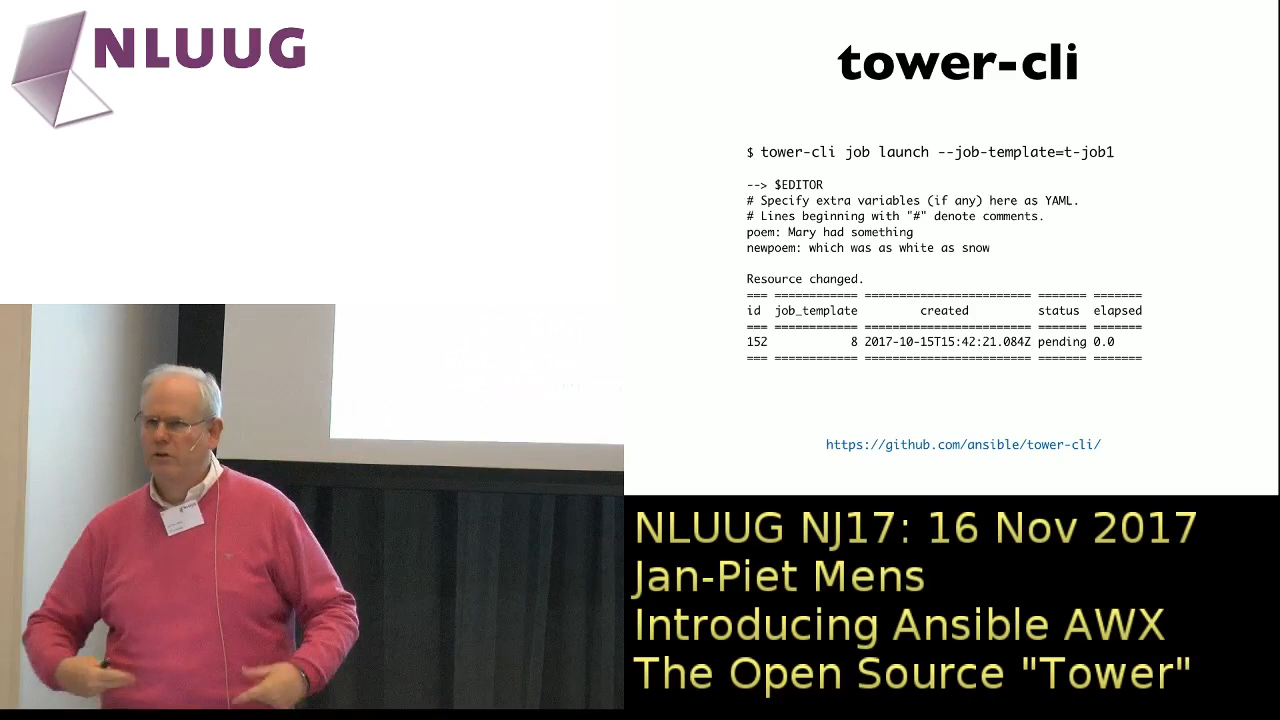 NLUUG
tower-cli
$ tower-cli job launch --job-template=t-job1
--> $EDITOR
# Specify extra variables (if any) here as YAML.
# Lines beginning with "#" denote comments.
poem: Mary had something
newpoem: which was as white as snow
Resource changed.
=== ============ ======================== ======= =======
id job_template created status elapsed
=== ============ ======================== ======= =======
152 8 2017-10-15T15:42:21.084Z pending 0.0
=== ============ ======================== ======= =======
https://github.com/ansible/tower-cli/
NLUUG NJ17: 16 Nov 2017
Jan-Piet Mens
Introducing Ansible AWX
The Open Source "Tower"